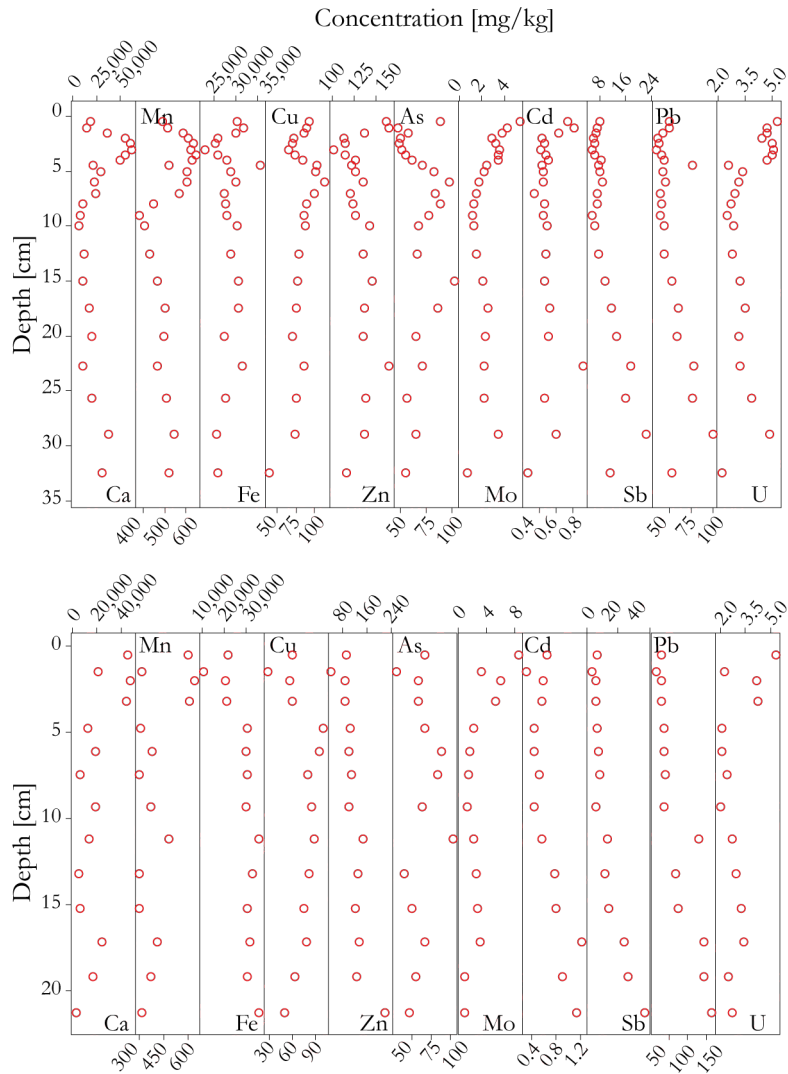 Concentration [mg/kg]
0 25,000 50,000 25,000 30,000 35,000 100 125 150 0 2 4 8 16 24 2.0 3.5 5.0
Mn Cu As Cd Pb
0
5
10
15
20
25
30
35
Depth [cm]
Ca Fe Zn Mo Sb U
400 500 600 50 75 100 50 75 100 0.4 0.6 0.8 50 75 100
0 20,000 40,000 10,000 20,000 30,000 80 160 240 0 4 8 0 20 40 2.0 3.5 5.0
Mn Cu As Cd Pb
0
5
10
15
20
Depth [cm]
Ca Fe Zn Mo Sb U
300 450 600 30 60 90 50 75 100 0.4 0.8 1.2 50 100 150